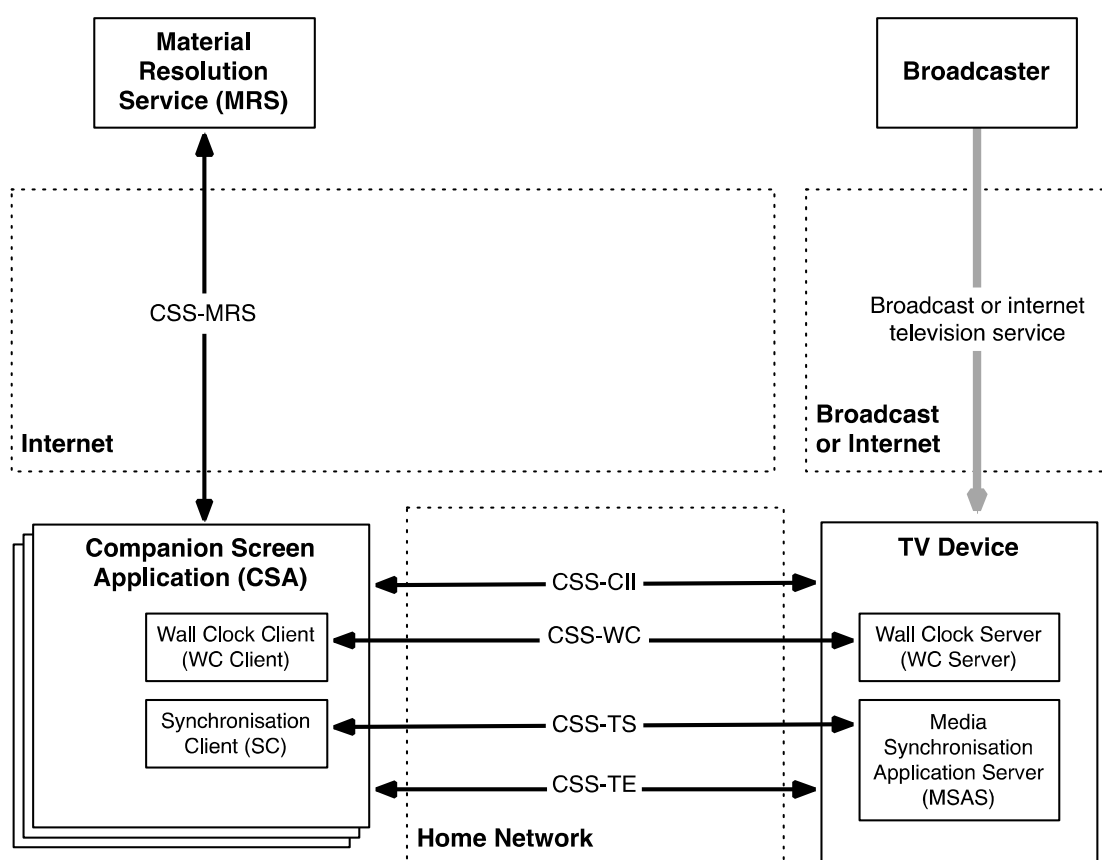 Material
Resolution
Service (MRS)
Broadcaster
CSS-MRS
Broadcast or internet
television service
Internet
Broadcast
or Internet
Companion Screen
Application (CSA)
TV Device
CSS-CII
Wall Clock Client
(WC Client)
CSS-WC
Wall Clock Server
(WC Server)
Synchronisation
Client (SC)
CSS-TS
Media
Synchronisation
Application Server
(MSAS)
CSS-TE
Home Network